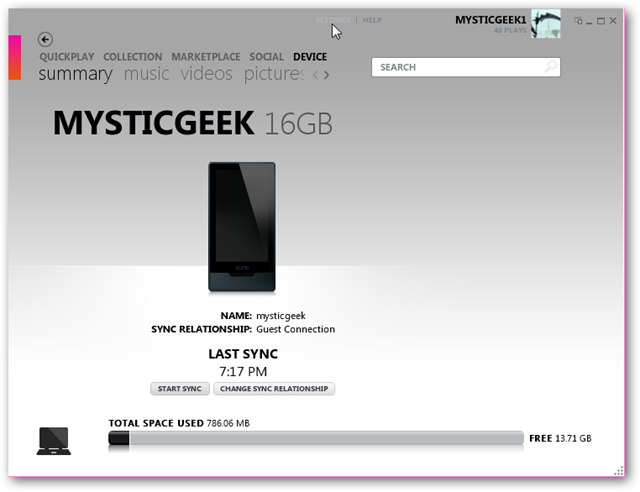 SETTINGS | HELP
MYSTICGEEK1
40 PLAYS
QUICKPLAY COLLECTION MARKETPLACE SOCIAL DEVICE
summary music videos pictures
SEARCH
MYSTICGEEK 16GB
zune
NAME: mysticgeek
SYNC RELATIONSHIP: Guest Connection
LAST SYNC
7:17 PM
START SYNC CHANGE SYNC RELATIONSHIP
TOTAL SPACE USED 786.06 MB
FREE 13.71 GB